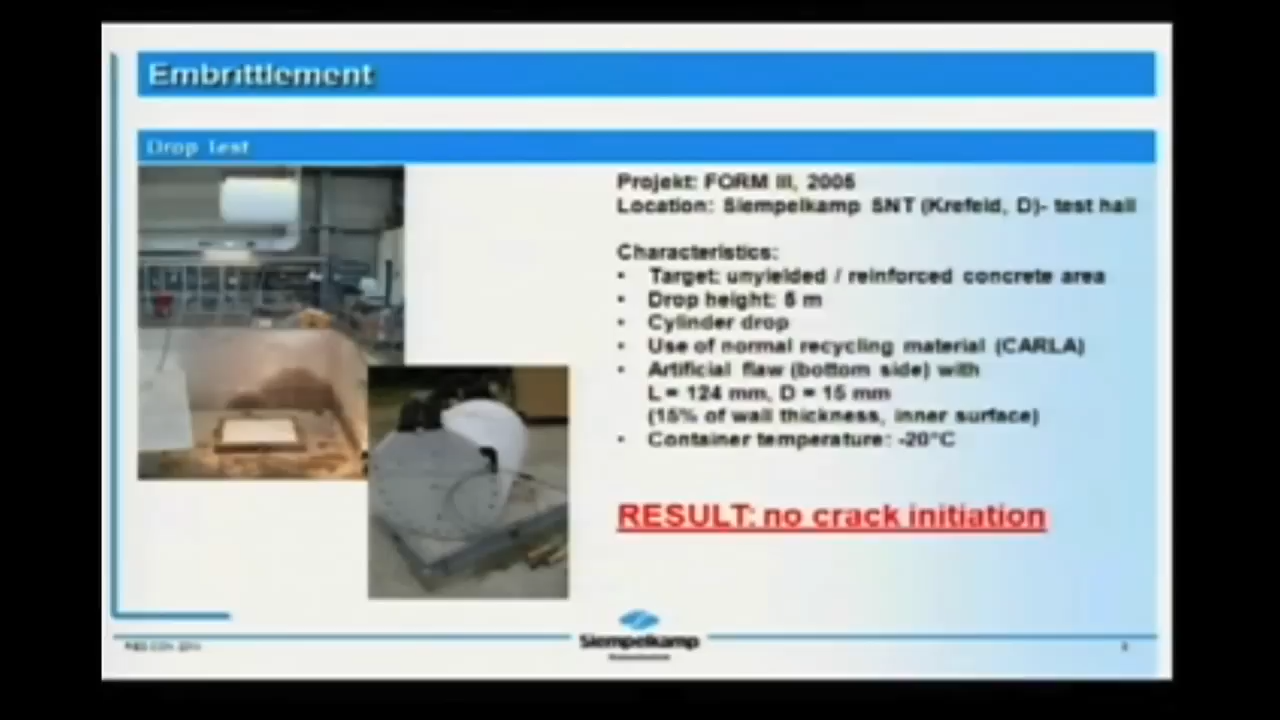 Embrittlement
Drop test
Projekt: FORM III, 2005
Location: Siempelkamp SNT (Krefeld, D)- test hall
Characteristics:
• Target: unyielded / reinforced concrete area
• Drop height: 5 m
• Cylinder drop
• Use of normal recycling material (CARLA)
• Artificial flaw (bottom side) with
L = 124 mm, D = 15 mm
(15% of wall thickness, inner surface)
• Container temperature: -20°C
RESULT: no crack initiation
Siempelkamp